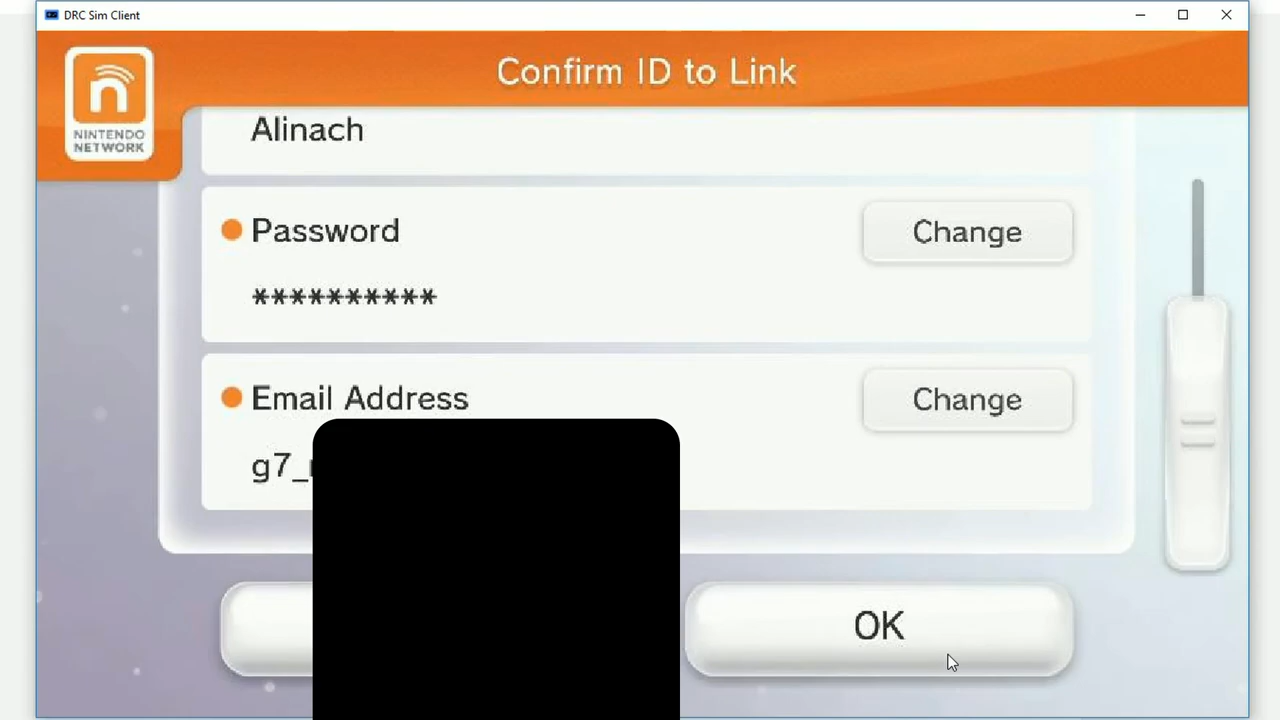 DRC Sim Client
Confirm ID to Link
NINTENDO
NETWORK
Alinach
Password
Change
**********
Email Address
Change
g7_
OK